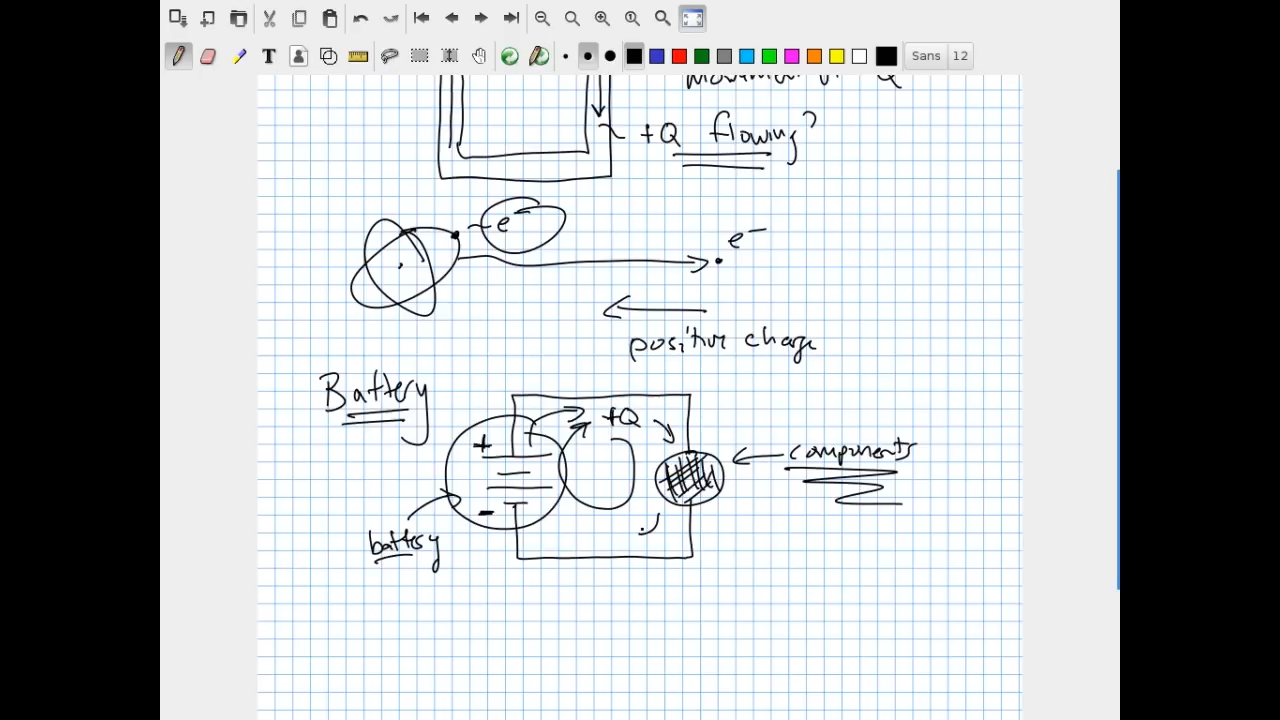 Sans 12
+Q flowing?
e−
e−
positive charge
Battery
+Q
+
components
−
battery